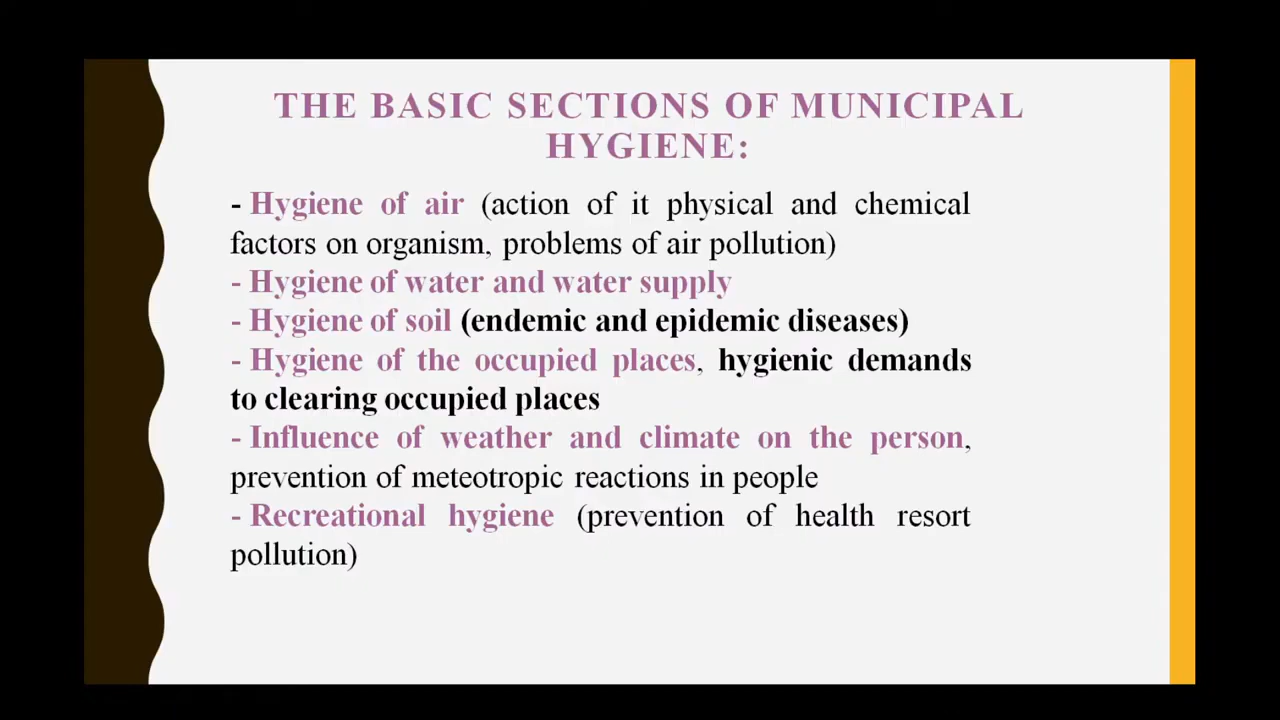 THE BASIC SECTIONS OF MUNICIPAL
HYGIENE:
- Hygiene of air (action of it physical and chemical
factors on organism, problems of air pollution)
- Hygiene of water and water supply
- Hygiene of soil (endemic and epidemic diseases)
- Hygiene of the occupied places, hygienic demands
to clearing occupied places
- Influence of weather and climate on the person,
prevention of meteotropic reactions in people
- Recreational hygiene (prevention of health resort
pollution)